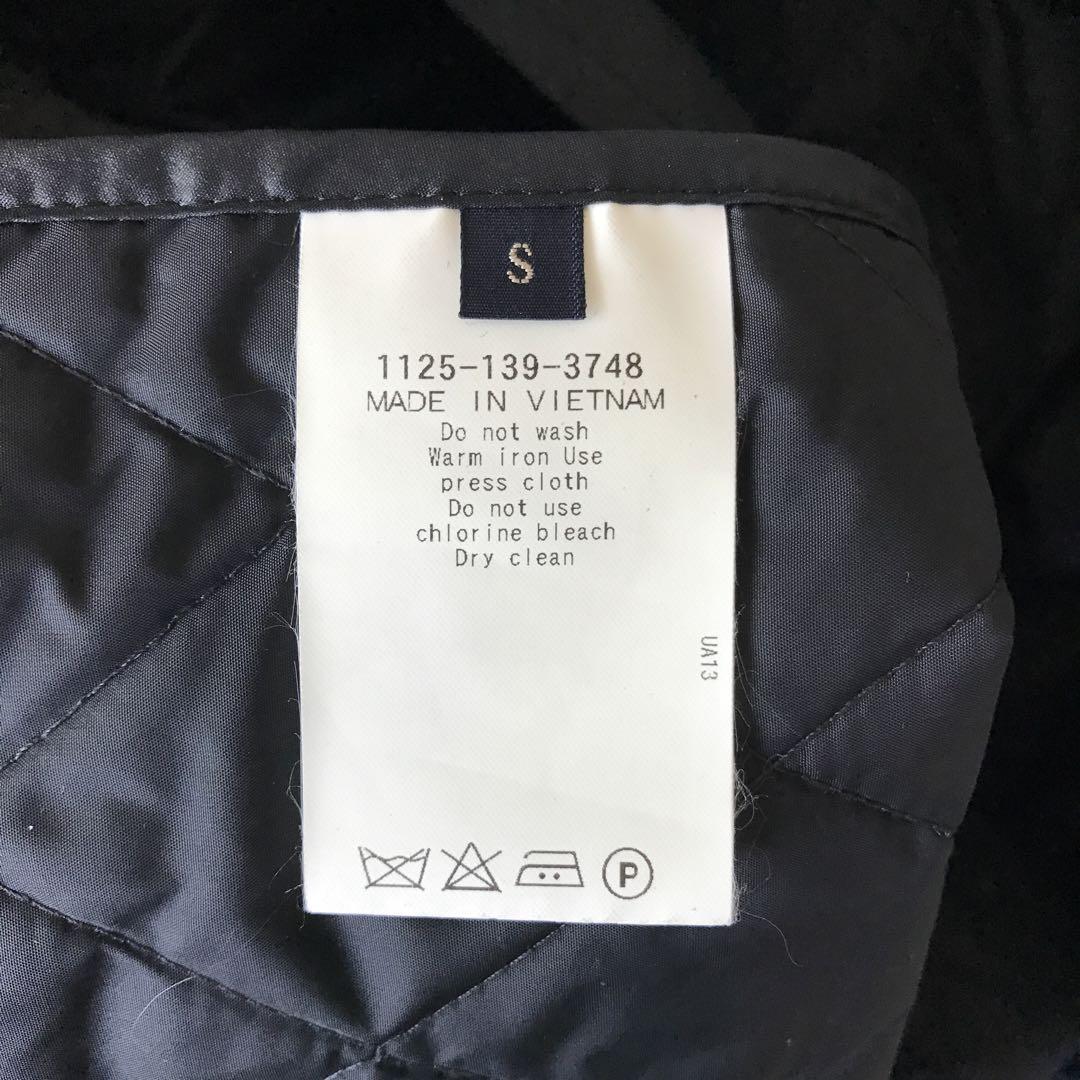 S
1125-139-3748
MADE IN VIETNAM
Do not wash
Warm iron Use
press cloth
Do not use
chlorine bleach
Dry clean
UA13
P